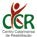 CCR
Centro Catarinense
de Reabilitação